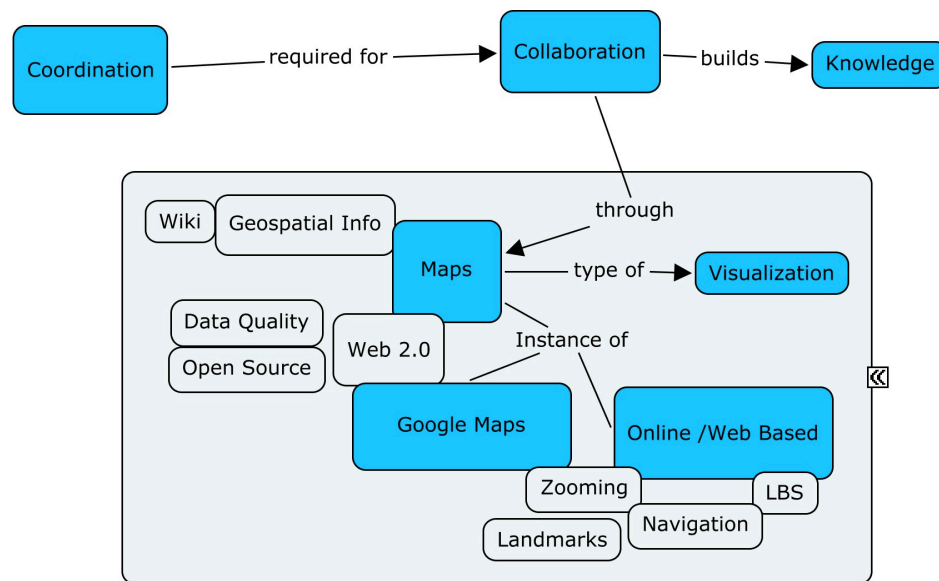 Coordination
required for
Collaboration
builds
Knowledge
through
Wiki
Geospatial Info
Maps
type of
Visualization
Data Quality
Open Source
Web 2.0
Instance of
Google Maps
Online /Web Based
Zooming
LBS
Navigation
Landmarks